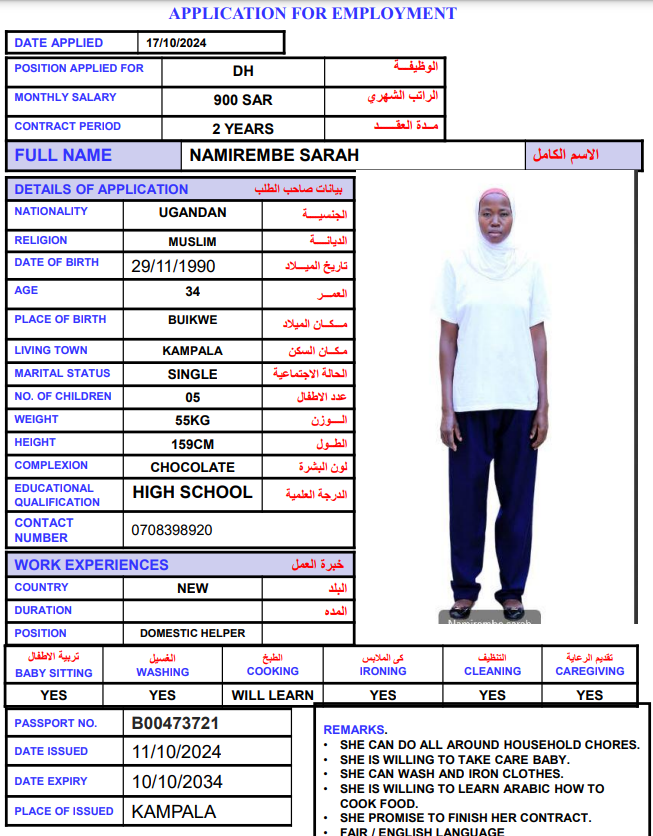 APPLICATION FOR EMPLOYMENT
DATE APPLIED 17/10/2024
POSITION APPLIED FOR DH الوظيفـــة
MONTHLY SALARY 900 SAR الراتب الشهري
CONTRACT PERIOD 2 YEARS مـدة العقـــد
FULL NAME NAMIREMBE SARAH الاسم الكامل
DETAILS OF APPLICATION بيانات صاحب الطلب
NATIONALITY UGANDAN الجنسيـــة
RELIGION MUSLIM الديانـــة
DATE OF BIRTH 29/11/1990 تاريخ الميـــلاد
AGE 34 العمـــر
PLACE OF BIRTH BUIKWE مـكــان الميلاد
LIVING TOWN KAMPALA مكـان السكن
MARITAL STATUS SINGLE الحالة الاجتماعية
NO. OF CHILDREN 05 عدد الاطفال
WEIGHT 55KG الـــوزن
HEIGHT 159CM الطـول
COMPLEXION CHOCOLATE لون البشرة
EDUCATIONAL QUALIFICATION HIGH SCHOOL الدرجة العلمية
CONTACT NUMBER 0708398920
Namirembe sarah
WORK EXPERIENCES خبرة العمل
COUNTRY NEW البلد
DURATION المده
POSITION DOMESTIC HELPER
تربية الاطفال الغسيل الطبخ كى الملابس التنظيف تقديم الرعاية
BABY SITTING WASHING COOKING IRONING CLEANING CAREGIVING
YES YES WILL LEARN YES YES YES
PASSPORT NO. B00473721
DATE ISSUED 11/10/2024
DATE EXPIRY 10/10/2034
PLACE OF ISSUED KAMPALA
REMARKS.
• SHE CAN DO ALL AROUND HOUSEHOLD CHORES.
• SHE IS WILLING TO TAKE CARE BABY.
• SHE CAN WASH AND IRON CLOTHES.
• SHE IS WILLING TO LEARN ARABIC HOW TO
COOK FOOD.
• SHE PROMISE TO FINISH HER CONTRACT.
• FAIR / ENGLISH LANGUAGE